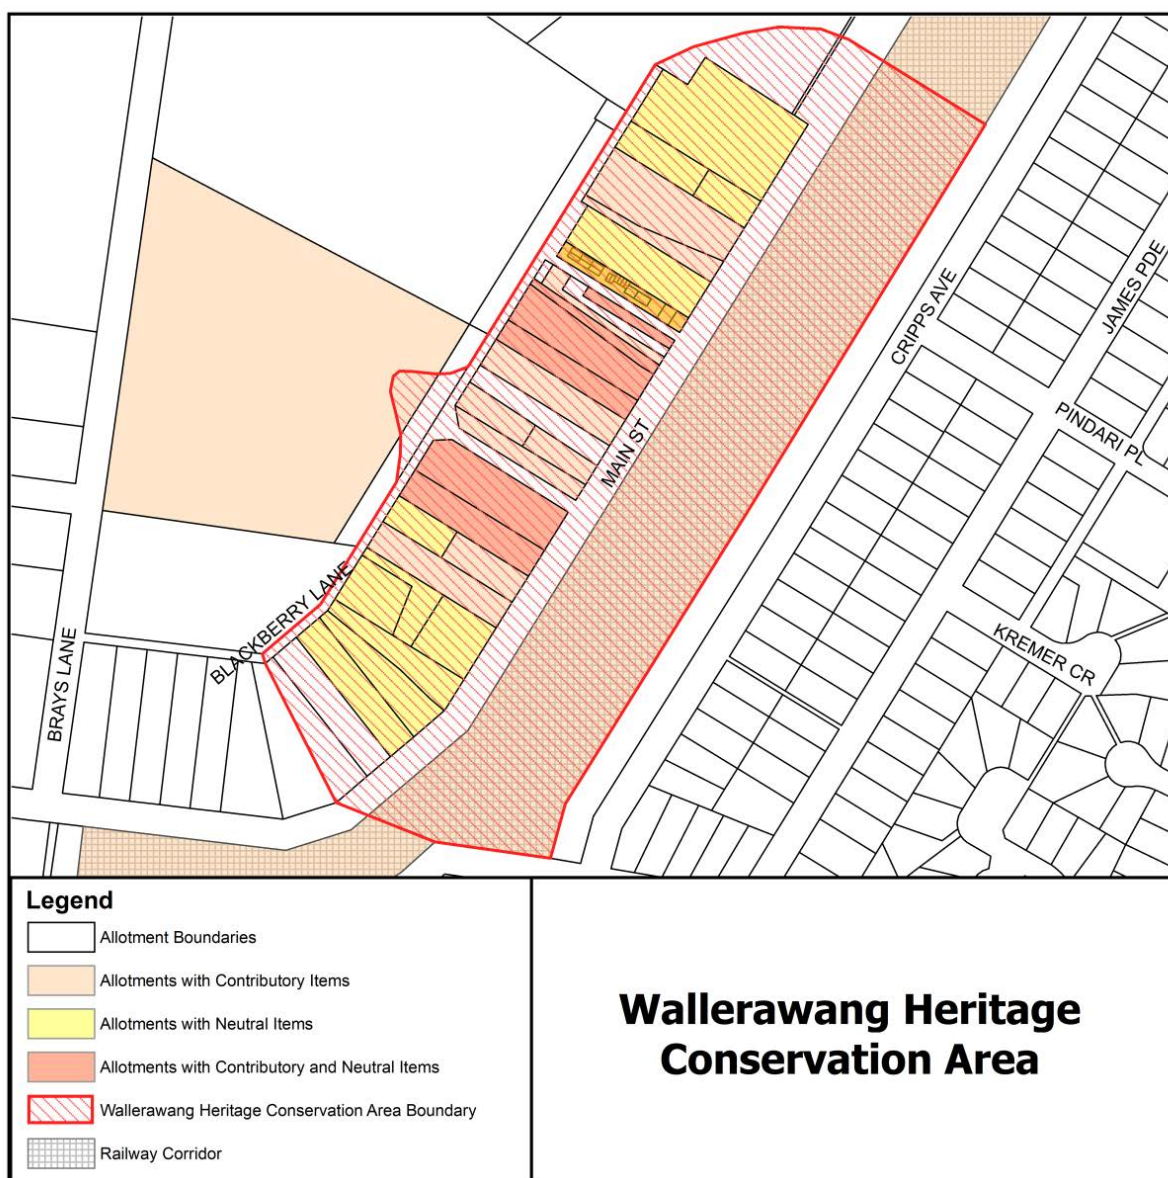 CRIPPS AVE
JAMES PDE
PINDARI PL
MAIN ST
KREMER CR
BLACKBERRY LANE
BRAYS LANE
Legend
Allotment Boundaries
Allotments with Contributory Items
Allotments with Neutral Items
Allotments with Contributory and Neutral Items
Wallerawang Heritage Conservation Area Boundary
Railway Corridor
Wallerawang Heritage
Conservation Area